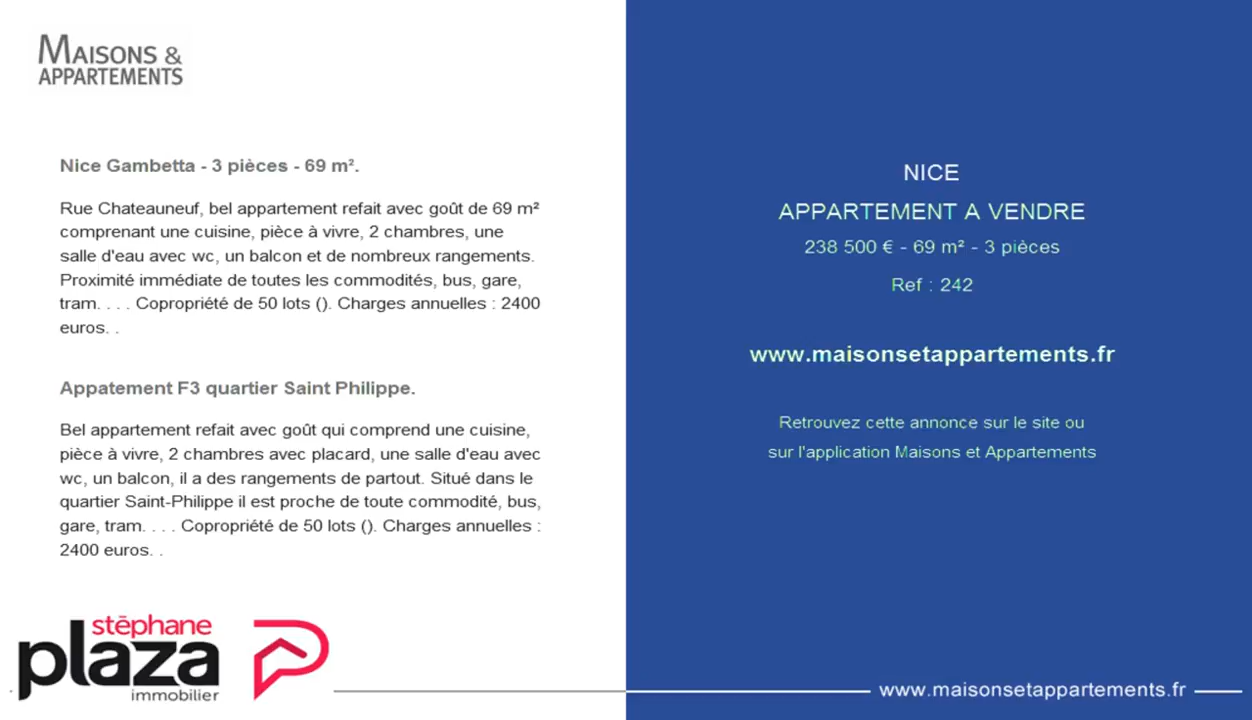 MAISONS &
APPARTEMENTS
Nice Gambetta - 3 pièces - 69 m².
Rue Chateauneuf, bel appartement refait avec goût de 69 m²
comprenant une cuisine, pièce à vivre, 2 chambres, une
salle d'eau avec wc, un balcon et de nombreux rangements.
Proximité immédiate de toutes les commodités, bus, gare,
tram. . . . Copropriété de 50 lots (). Charges annuelles : 2400
euros. .
Appatement F3 quartier Saint Philippe.
Bel appartement refait avec goût qui comprend une cuisine,
pièce à vivre, 2 chambres avec placard, une salle d'eau avec
wc, un balcon, il a des rangements de partout. Situé dans le
quartier Saint-Philippe il est proche de toute commodité, bus,
gare, tram. . . . Copropriété de 50 lots (). Charges annuelles :
2400 euros. .
stéphane
plaza
immobilier
NICE
APPARTEMENT A VENDRE
238 500 € - 69 m² - 3 pièces
Ref : 242
www.maisonsetappartements.fr
Retrouvez cette annonce sur le site ou
sur l'application Maisons et Appartements
www.maisonsetappartements.fr